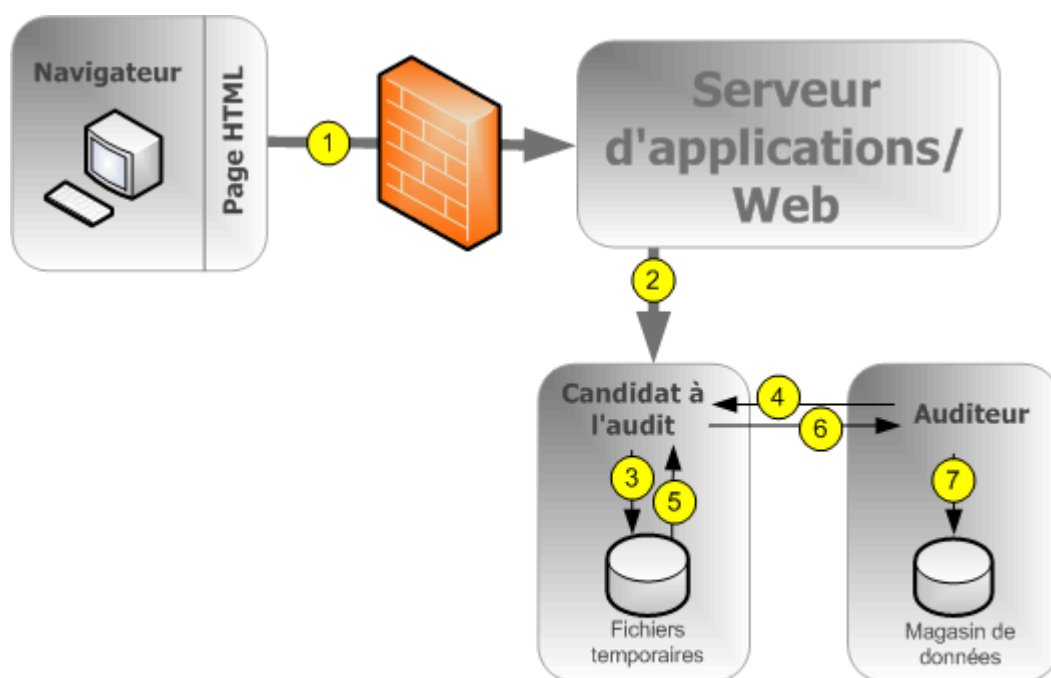 Navigateur
Page HTML
1
Serveur
d'applications/
Web
2
Candidat à
l'audit
4
6
Auditeur
3
5
7
Fichiers
temporaires
Magasin de
données